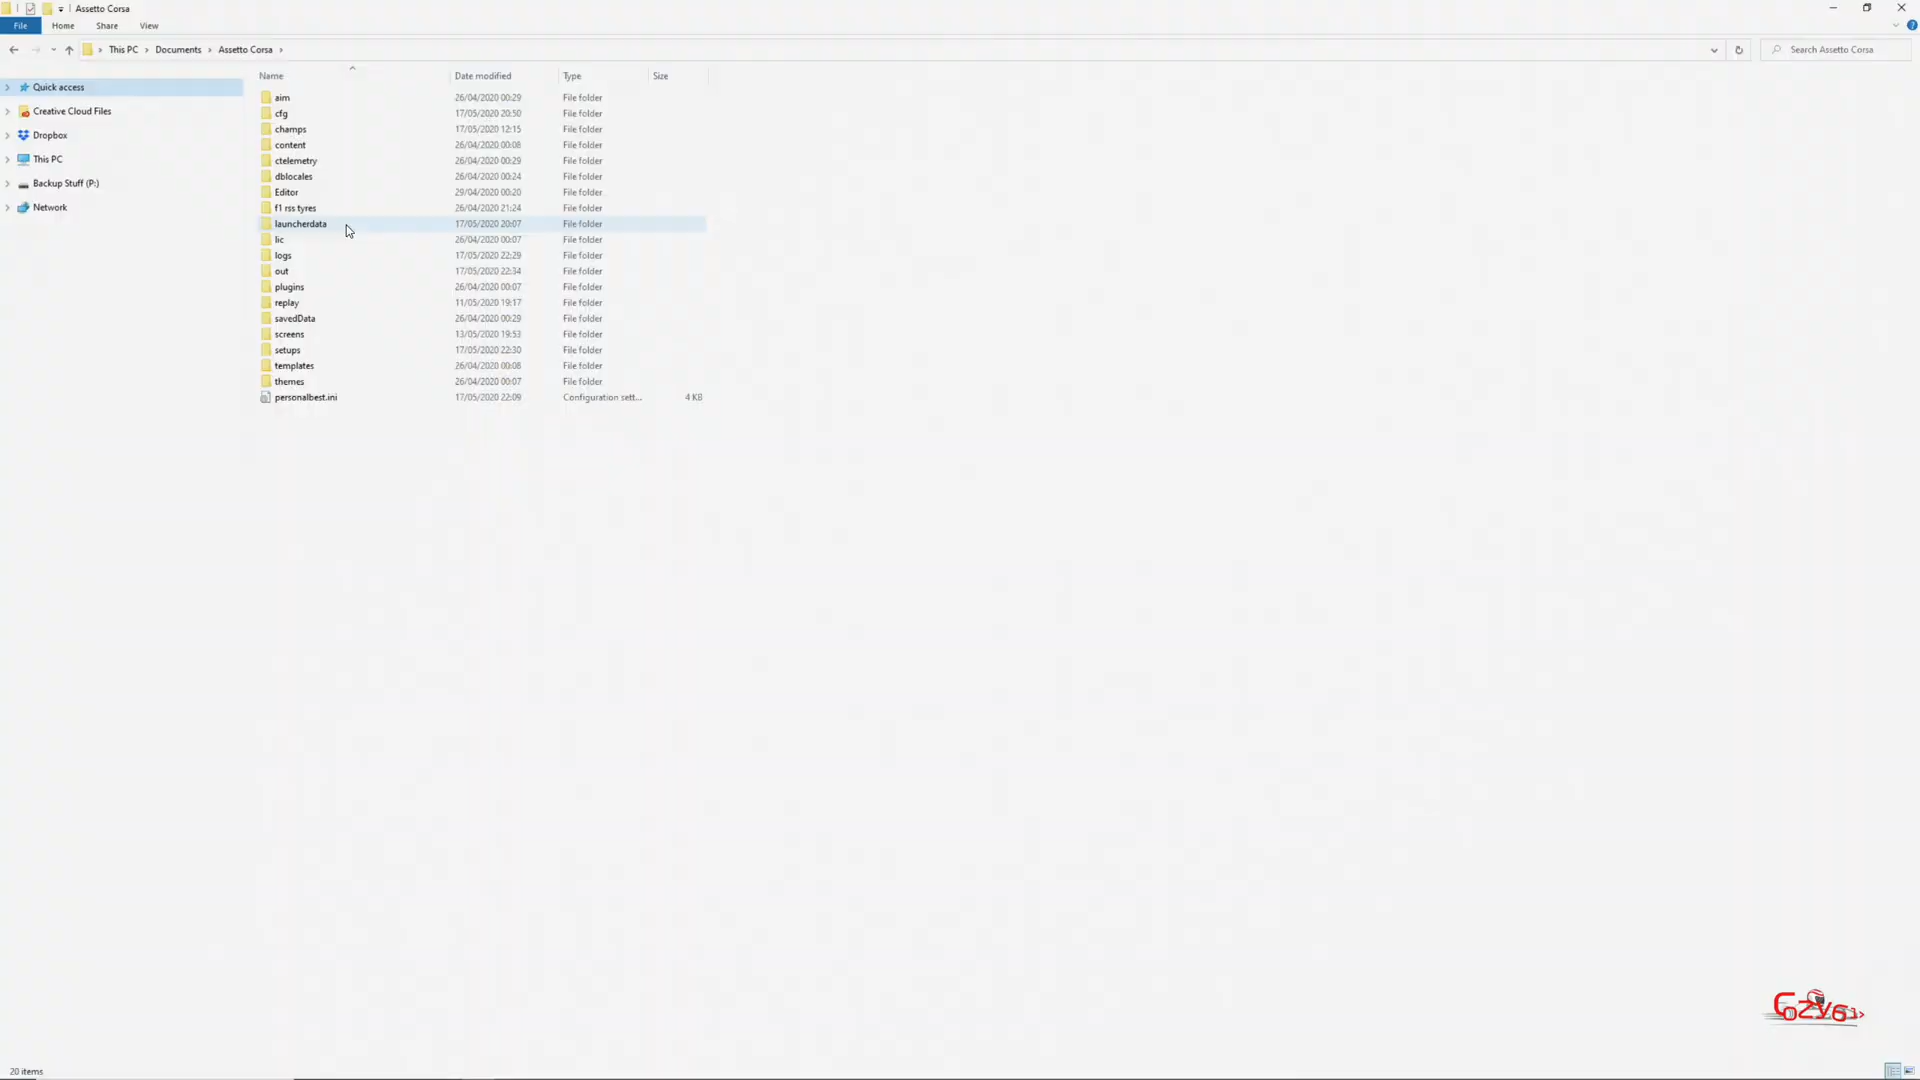 Assetto Corsa
File Home Share View
This PC > Documents > Assetto Corsa >
Search Assetto Corsa
Name Date modified Type Size
Quick access
Creative Cloud Files
Dropbox
This PC
Backup Stuff (P:)
Network
aim 26/04/2020 00:29 File folder
cfg 17/05/2020 20:50 File folder
champs 17/05/2020 12:15 File folder
content 26/04/2020 00:08 File folder
ctelemetry 26/04/2020 00:29 File folder
dblocales 26/04/2020 00:24 File folder
Editor 29/04/2020 00:20 File folder
f1 rss tyres 26/04/2020 21:24 File folder
launcherdata 17/05/2020 20:07 File folder
lic 26/04/2020 00:07 File folder
logs 17/05/2020 22:29 File folder
out 17/05/2020 22:34 File folder
plugins 26/04/2020 00:07 File folder
replay 11/05/2020 19:17 File folder
savedData 26/04/2020 00:29 File folder
screens 13/05/2020 19:53 File folder
setups 17/05/2020 22:30 File folder
templates 26/04/2020 00:08 File folder
themes 26/04/2020 00:07 File folder
personalbest.ini 17/05/2020 22:09 Configuration sett... 4 KB
20 items